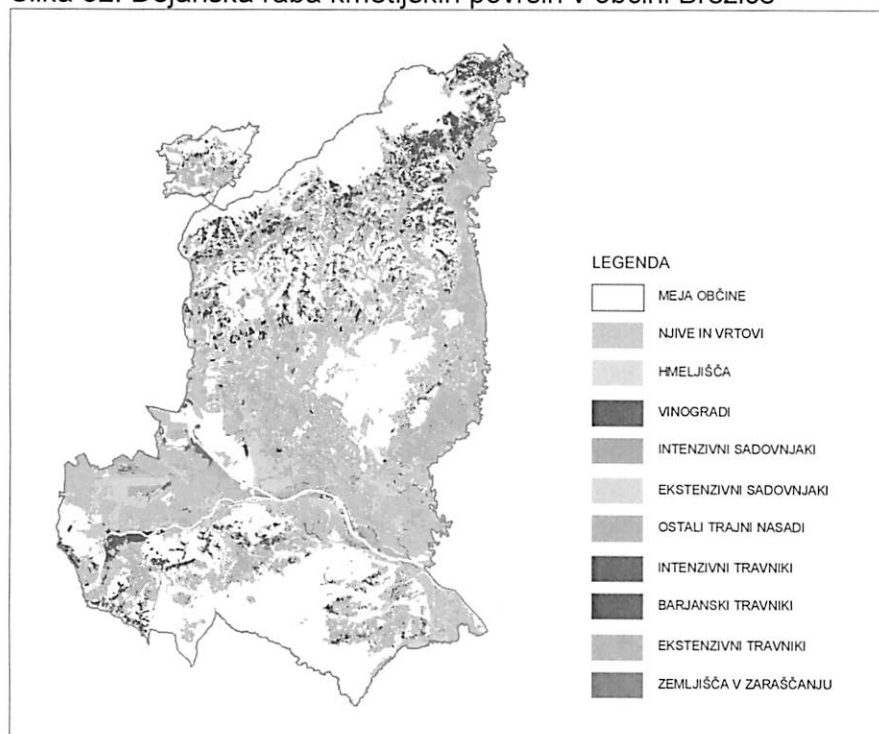 LEGENDA
MEJA OBČINE
NJIVE IN VRTOVI
HMELJIŠČA
VINOGRADI
INTENZIVNI SADOVNJAKI
EKSTENZIVNI SADOVNJAKI
OSTALI TRAJNI NASADI
INTENZIVNI TRAVNIKI
BARJANSKI TRAVNIKI
EKSTENZIVNI TRAVNIKI
ZEMLJIŠČA V ZARAŠČANJU